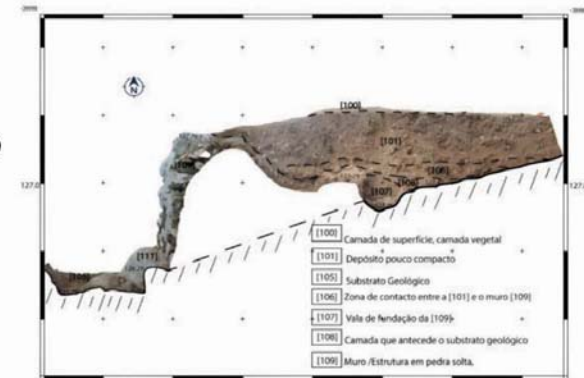 [100]
[101]
[109]
[106]
[107]
[111]
127.0
127.0
[100] Camada de superfície, camada vegetal
[101] Depósito pouco compacto
[105] Substrato Geológico
[106] Zona de contacto entre a [101] e o muro [109]
[107] Vala de fundação da [109]
[108] Camada que antecede o substrato geológico
[109] Muro /Estrutura em pedra solta,